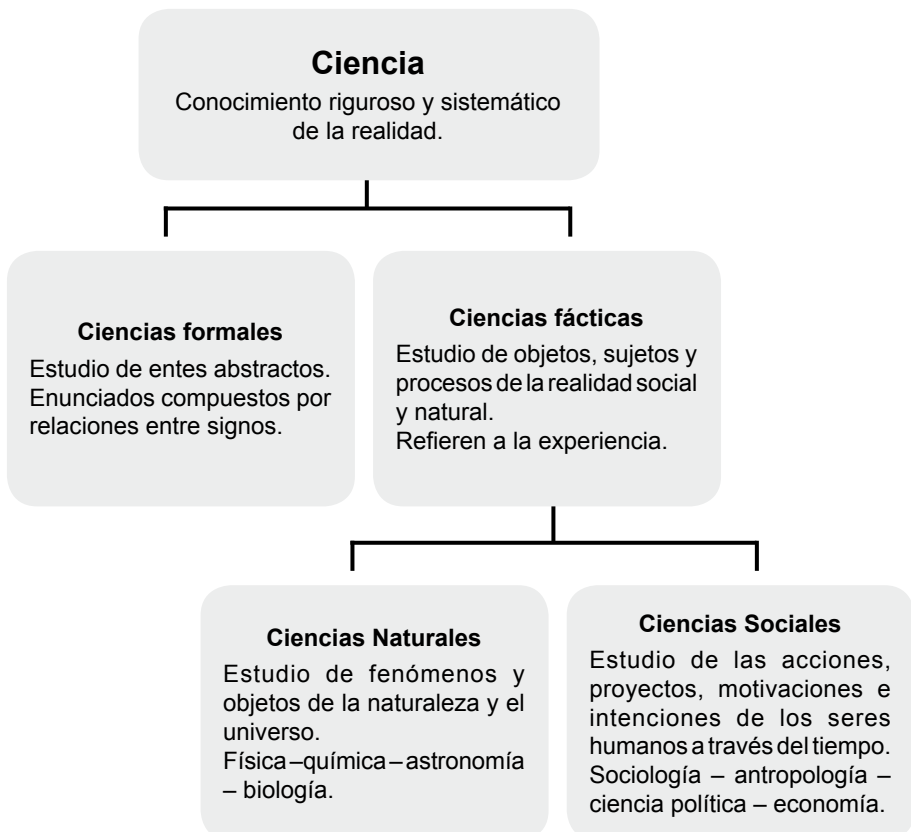 Ciencia
Conocimiento riguroso y sistemático
de la realidad.
Ciencias formales
Estudio de entes abstractos.
Enunciados compuestos por
relaciones entre signos.
Ciencias fácticas
Estudio de objetos, sujetos y
procesos de la realidad social
y natural.
Refieren a la experiencia.
Ciencias Naturales
Estudio de fenómenos y
objetos de la naturaleza y el
universo.
Física – química – astronomía
– biología.
Ciencias Sociales
Estudio de las acciones,
proyectos, motivaciones e
intenciones de los seres
humanos a través del tiempo.
Sociología – antropología –
ciencia política – economía.